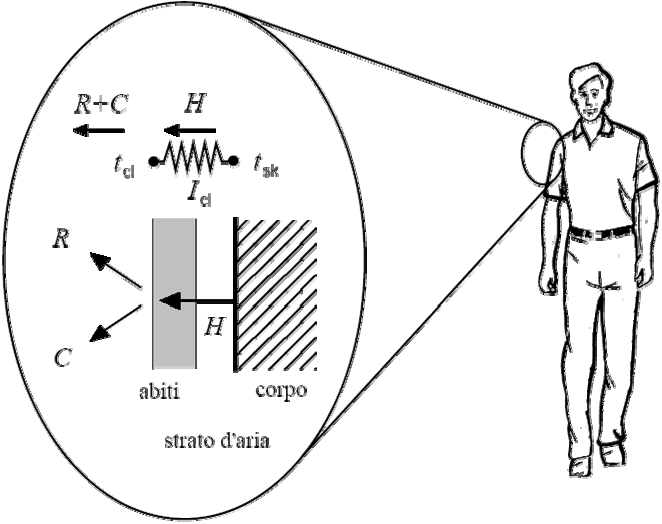 R+C H
t_cl t_sk
I_cl
R
H
C
abiti corpo
strato d'aria